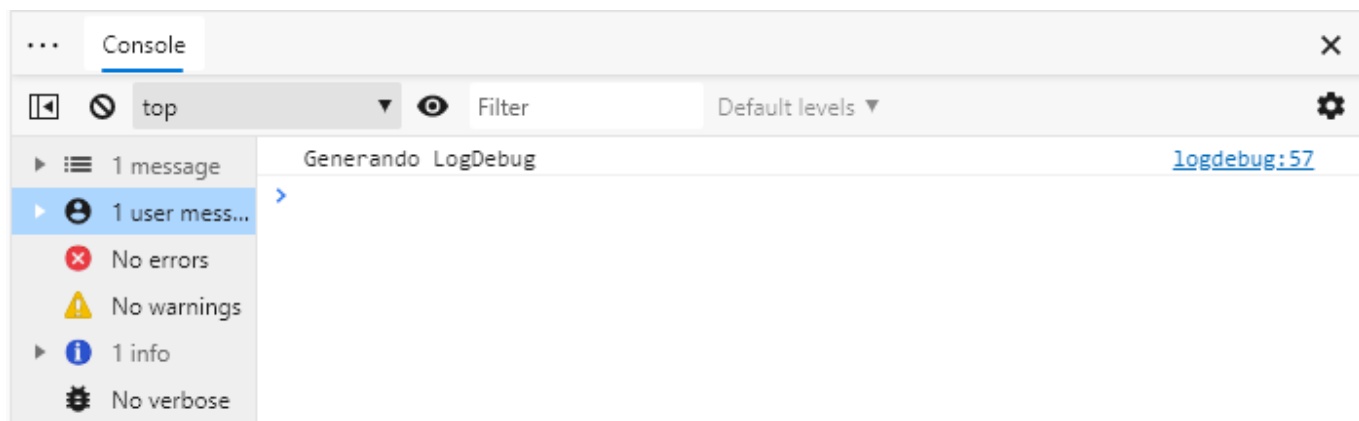 Console
top Filter Default levels
1 message Generando LogDebug logdebug:57
1 user mess...
No errors
No warnings
1 info
No verbose